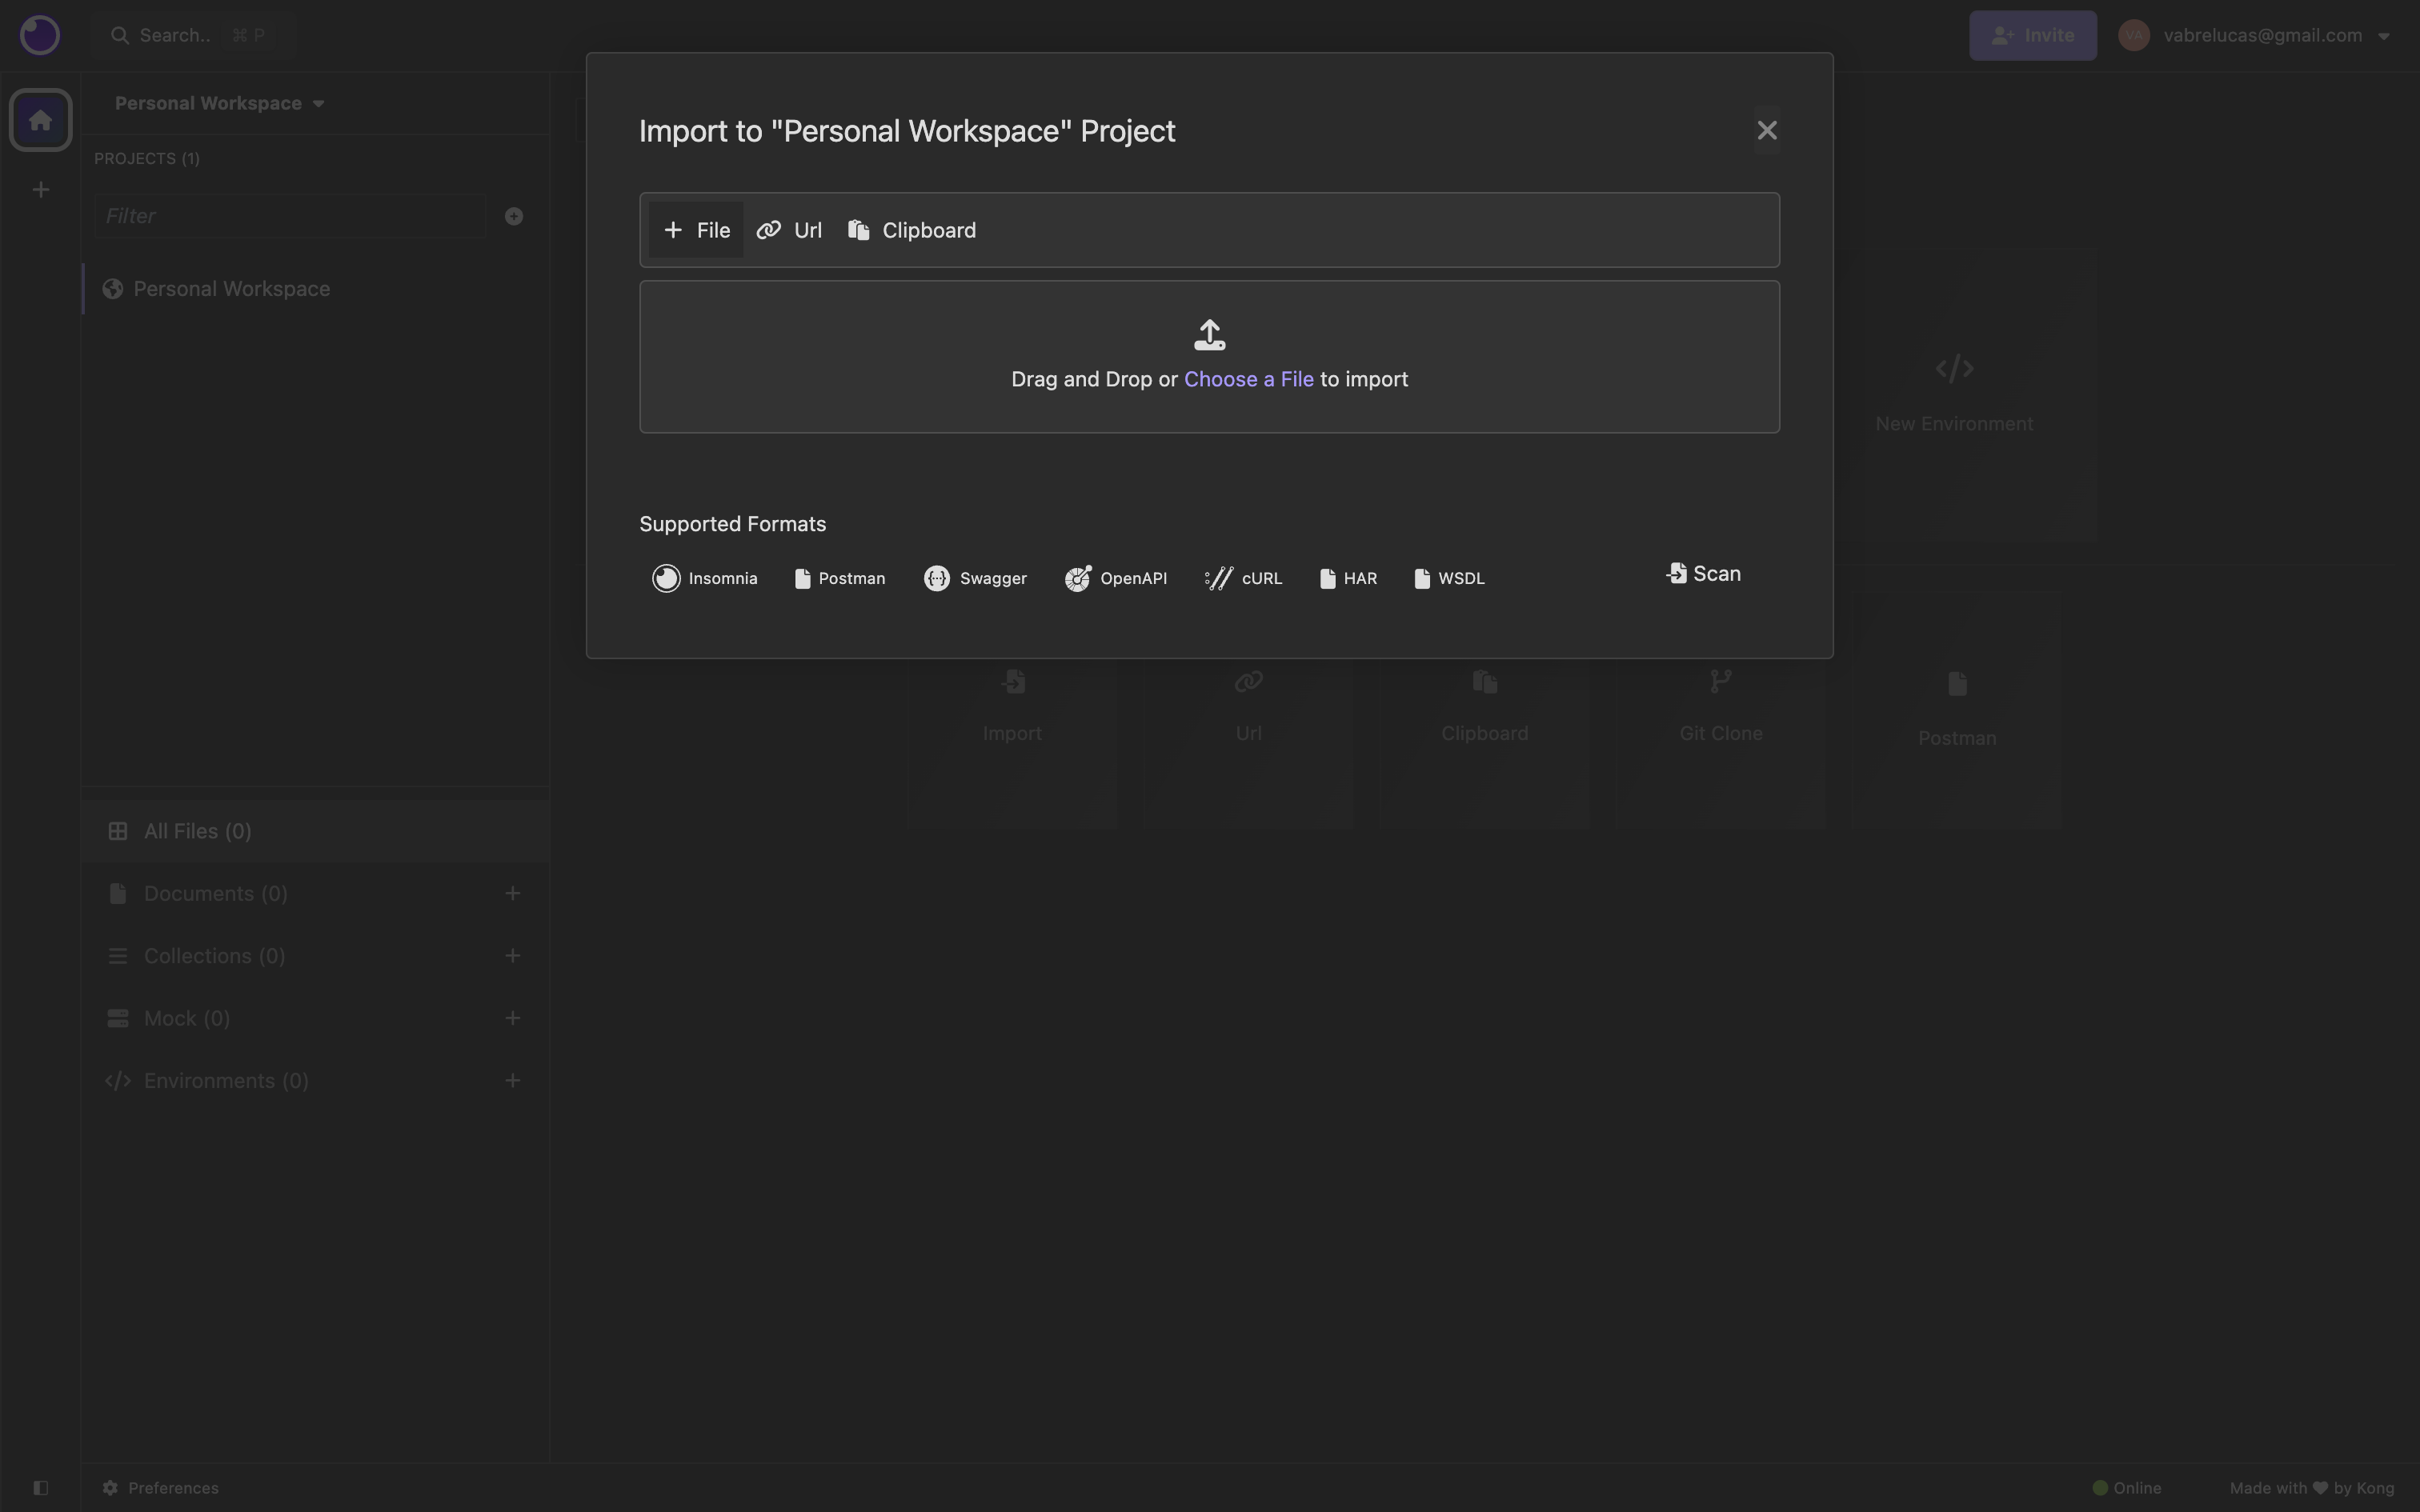 Search.. ⌘ P
Invite
VA
vabrelucas@gmail.com
Personal Workspace
PROJECTS (1)
Filter
Personal Workspace
All Files (0)
Documents (0)
Collections (0)
Mock (0)
Environments (0)
Import to "Personal Workspace" Project
File
Url
Clipboard
Drag and Drop or Choose a File to import
Supported Formats
Insomnia
Postman
Swagger
OpenAPI
cURL
HAR
WSDL
Scan
New Environment
Import
Url
Clipboard
Git Clone
Postman
Preferences
Online
Made with ♥ by Kong